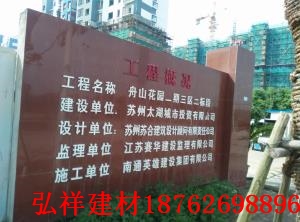 工程概况
工程名称 舟山花园二期三区二标段
建设单位: 苏州太湖城市投资有限公司
设计单位: 苏州苏合建筑设计顾问有限责任公司
监理单位: 江苏赛华建设监理有限公司
施工单位: 南通英雄建设集团有限公司
弘祥建材18762698896